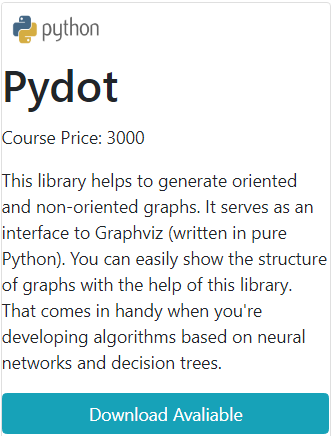 python
Pydot
Course Price: 3000
This library helps to generate oriented
and non-oriented graphs. It serves as an
interface to Graphviz (written in pure
Python). You can easily show the structure
of graphs with the help of this library.
That comes in handy when you're
developing algorithms based on neural
networks and decision trees.
Download Avaliable